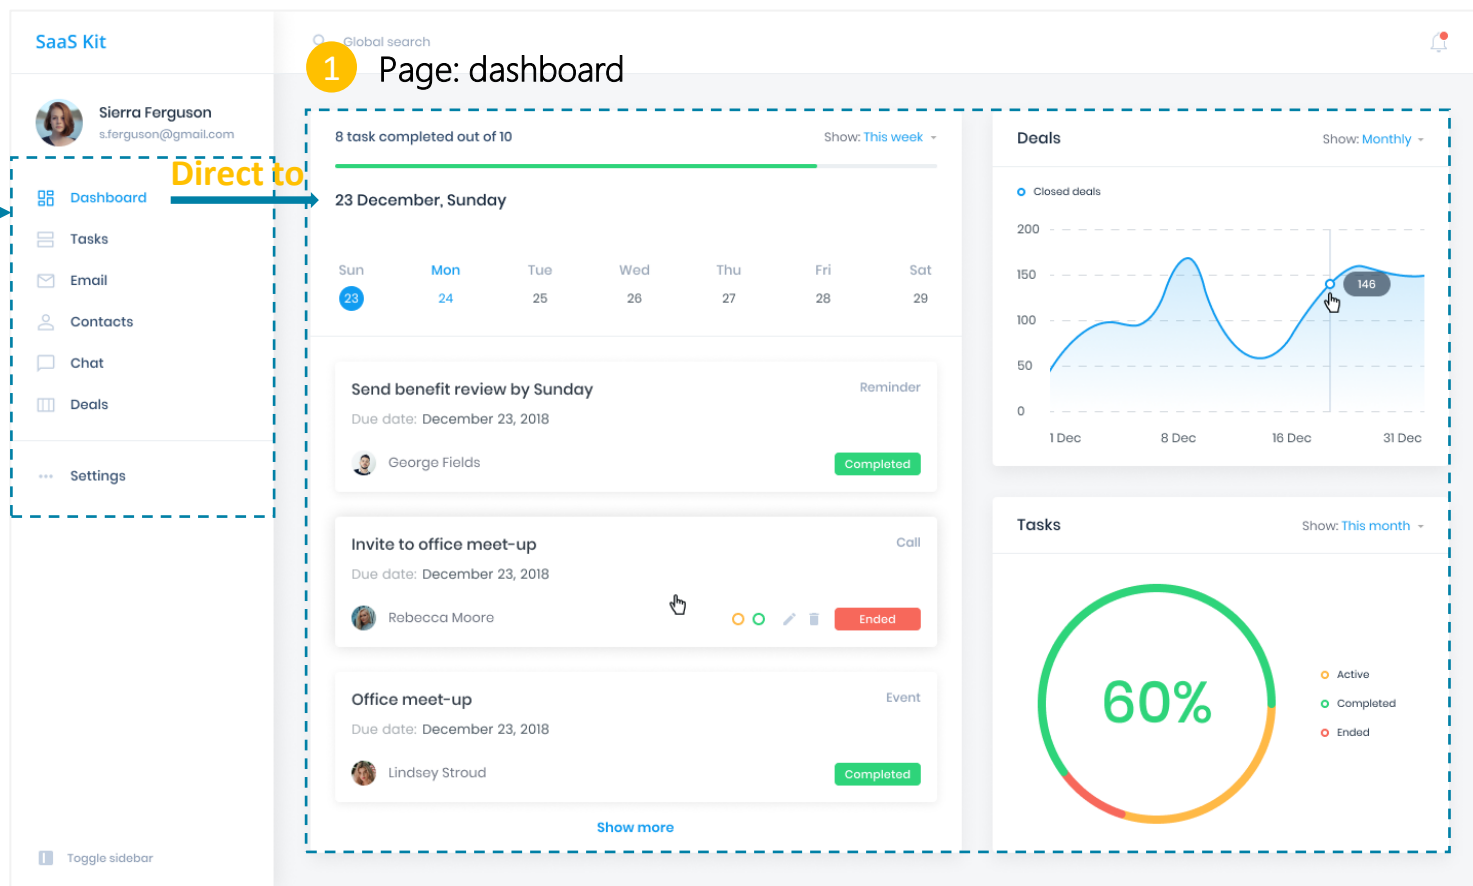 SaaS Kit
Global search
1 Page: dashboard
Sierra Ferguson
s.ferguson@gmail.com
Direct to
Dashboard
Tasks
Email
Contacts
Chat
Deals
Settings
Toggle sidebar
8 task completed out of 10 Show: This week
23 December, Sunday
Sun Mon Tue Wed Thu Fri Sat
23 24 25 26 27 28 29
Send benefit review by Sunday Reminder
Due date: December 23, 2018
George Fields Completed
Invite to office meet-up Call
Due date: December 23, 2018
Rebecca Moore Ended
Office meet-up Event
Due date: December 23, 2018
Lindsey Stroud Completed
Show more
Deals Show: Monthly
Closed deals
200
150
146
100
50
0
1 Dec 8 Dec 16 Dec 31 Dec
Tasks Show: This month
60%
Active
Completed
Ended